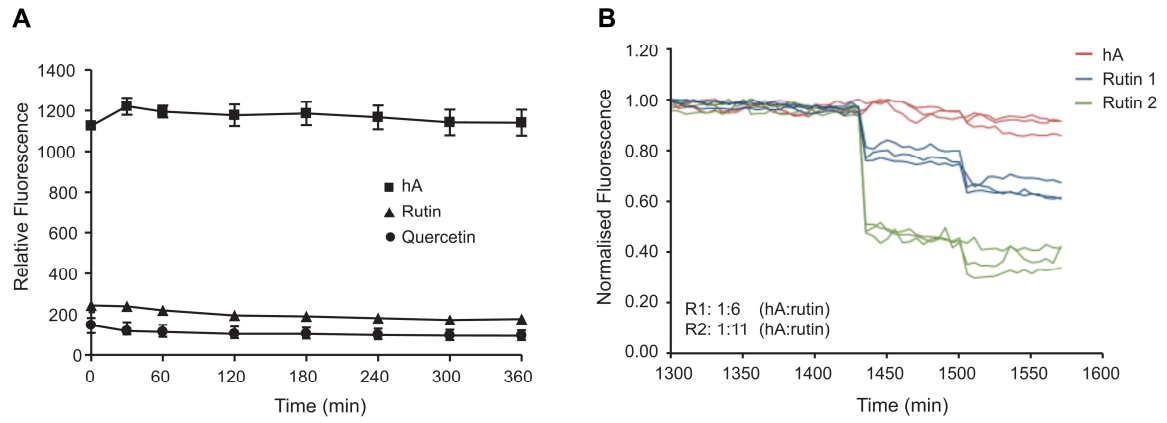 A
Relative Fluorescence
1400
1200
1000
800
600
400
200
0
0 60 120 180 240 300 360
Time (min)
hA
Rutin
Quercetin
B
Normalised Fluorescence
1.20
1.00
0.80
0.60
0.40
0.20
0.00
1300 1350 1400 1450 1500 1550 1600
Time (min)
hA
Rutin 1
Rutin 2
R1: 1:6 (hA:rutin)
R2: 1:11 (hA:rutin)